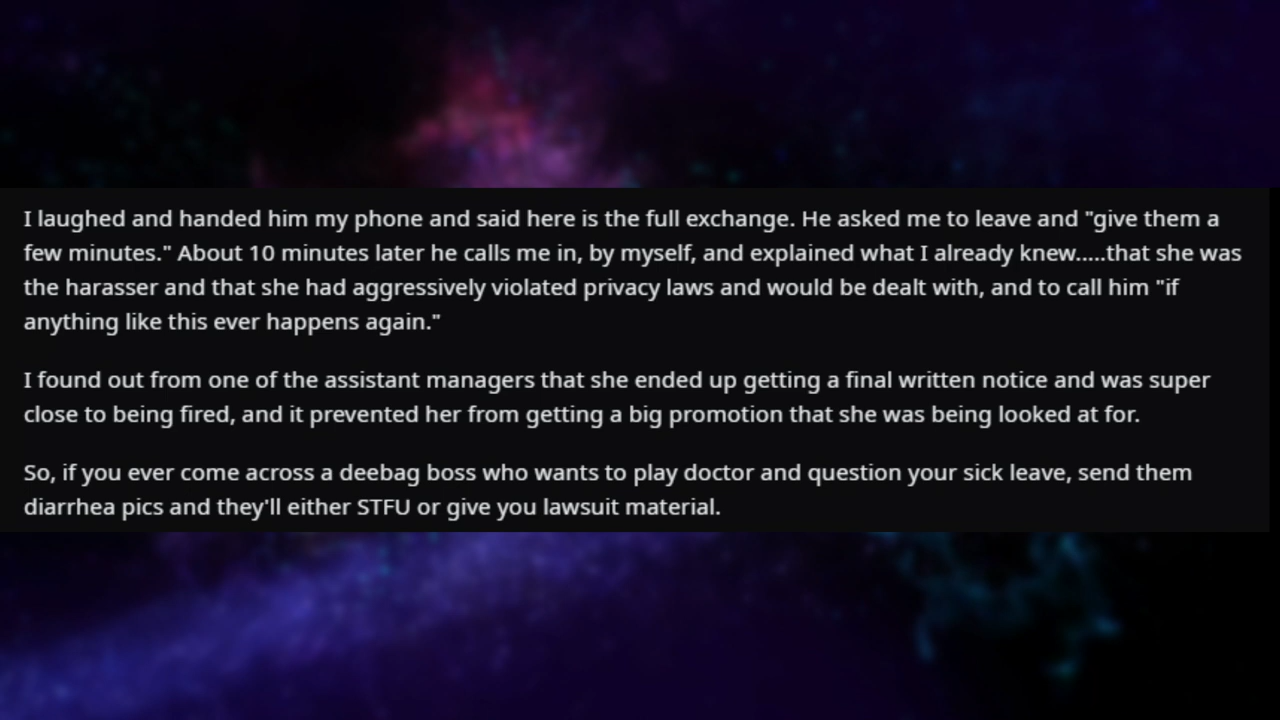 I laughed and handed him my phone and said here is the full exchange. He asked me to leave and "give them a
few minutes." About 10 minutes later he calls me in, by myself, and explained what I already knew.....that she was
the harasser and that she had aggressively violated privacy laws and would be dealt with, and to call him "if
anything like this ever happens again."
I found out from one of the assistant managers that she ended up getting a final written notice and was super
close to being fired, and it prevented her from getting a big promotion that she was being looked at for.
So, if you ever come across a deebag boss who wants to play doctor and question your sick leave, send them
diarrhea pics and they'll either STFU or give you lawsuit material.